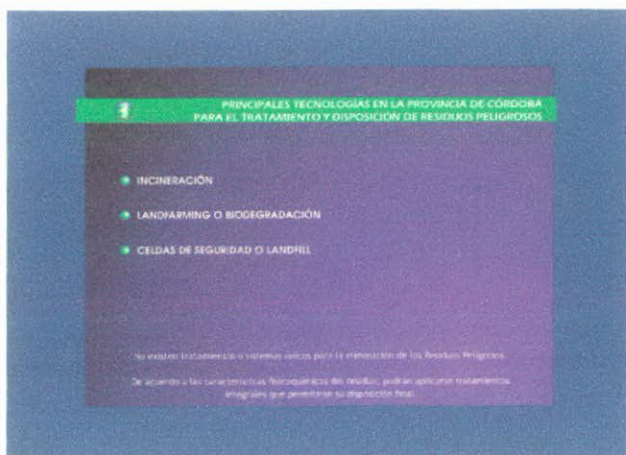 PRINCIPALES TECNOLOGÍAS EN LA PROVINCIA DE CÓRDOBA
PARA EL TRATAMIENTO Y DISPOSICIÓN DE RESIDUOS PELIGROSOS
INCINERACIÓN
LANDFARMING O BIODEGRADACIÓN
CELDAS DE SEGURIDAD O LANDFILL
No existen tratamientos o sistemas únicos para la eliminación de los Residuos Peligrosos.
De acuerdo a las características fisicoquímicas del residuo, podrán aplicarse tratamientos
integrales que permitirán su disposición final.